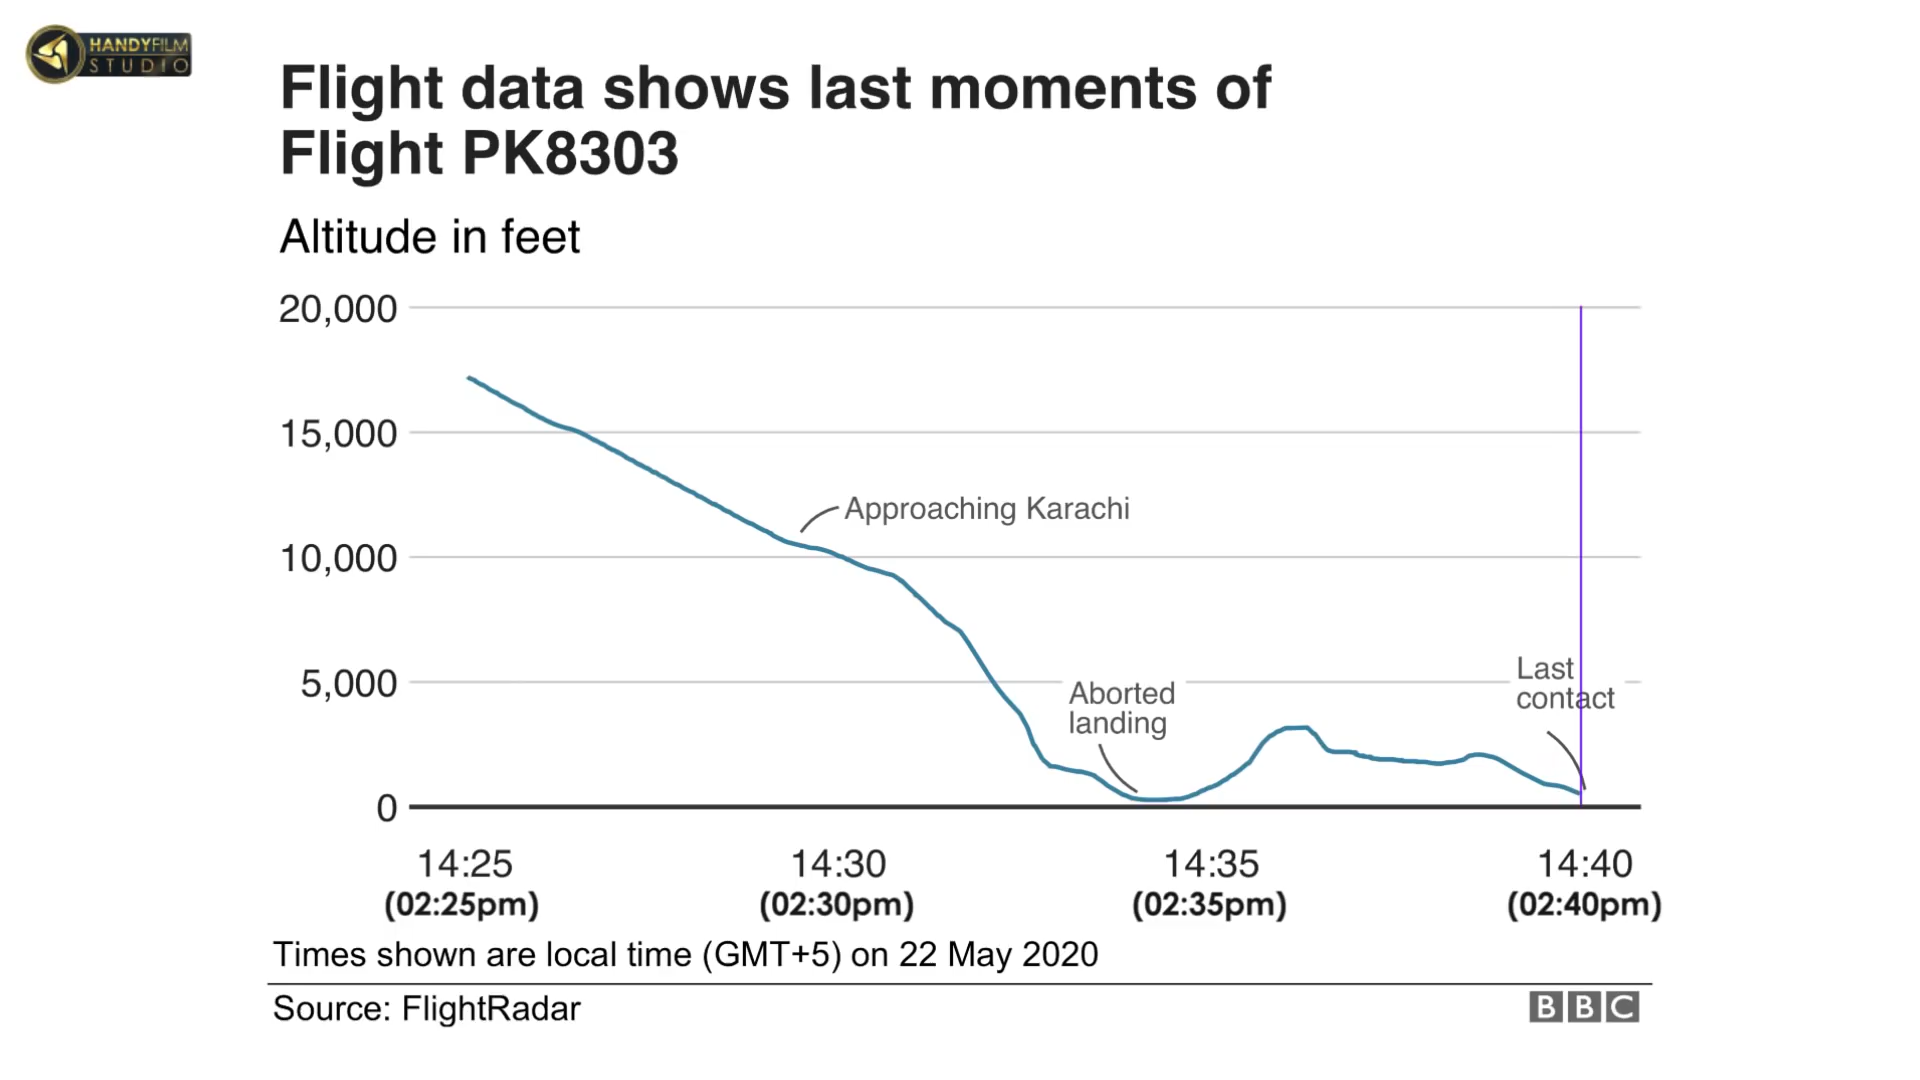 HANDYFILM
STUDIO
Flight data shows last moments of
Flight PK8303
Altitude in feet
20,000
15,000
Approaching Karachi
10,000
5,000
Aborted
landing
Last
contact
0
14:25 14:30 14:35 14:40
(02:25pm) (02:30pm) (02:35pm) (02:40pm)
Times shown are local time (GMT+5) on 22 May 2020
Source: FlightRadar
BBC